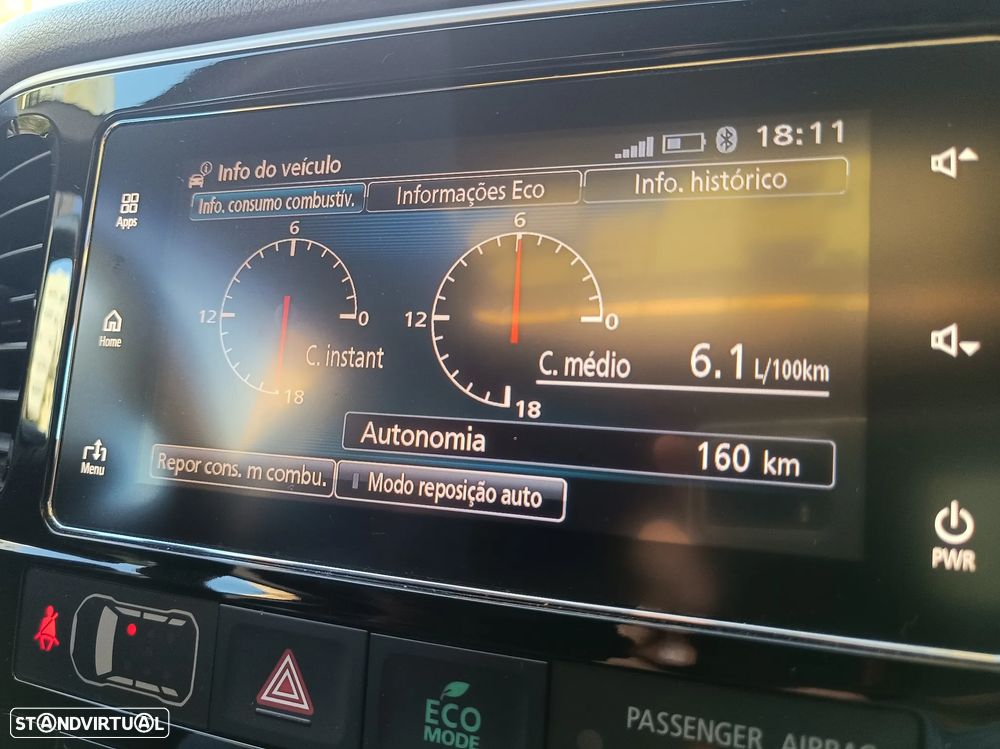 18:11
Info do veículo
Info. consumo combustív.
Informações Eco
Info. histórico
Apps
6
6
12
0
12
0
Home
C. instant
C. médio
6.1 L/100km
18
18
Autonomia
160 km
Menu
Repor cons. m combu.
Modo reposição auto
PWR
ECO
MODE
PASSENGER AIRBAG
STANDVIRTUAL